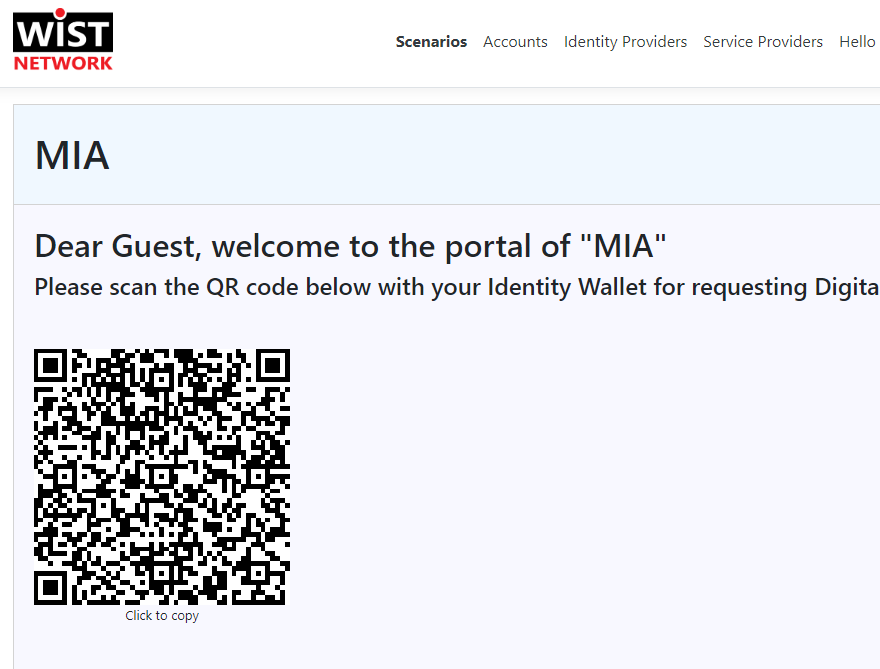 WiST
NETWORK
Scenarios Accounts Identity Providers Service Providers Hello
MIA
Dear Guest, welcome to the portal of "MIA"
Please scan the QR code below with your Identity Wallet for requesting Digita
Click to copy